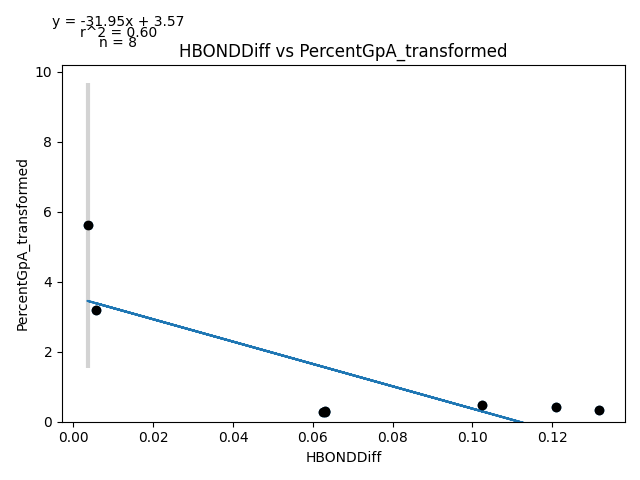 y = -31.95x + 3.57
r^2 = 0.60
n = 8
HBONDDiff vs PercentGpA_transformed
PercentGpA_transformed
10
8
6
4
2
0
0.00 0.02 0.04 0.06 0.08 0.10 0.12
HBONDDiff